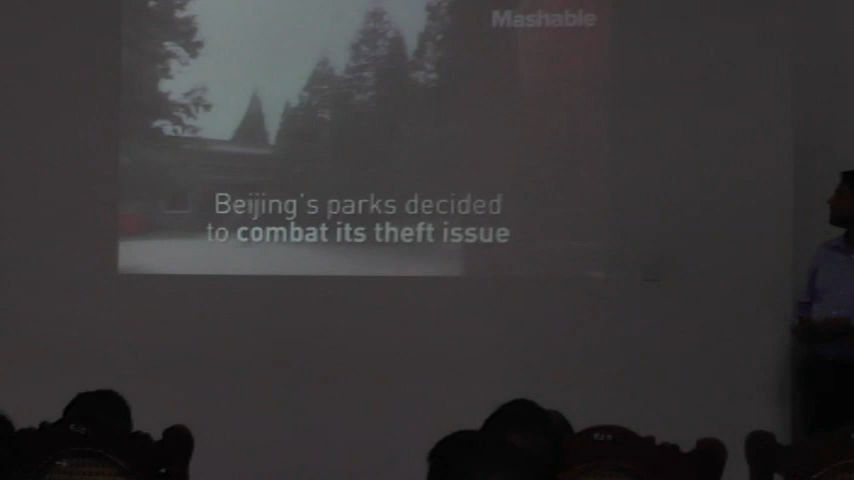 Mashable
Beijing's parks decided
to combat its theft issue